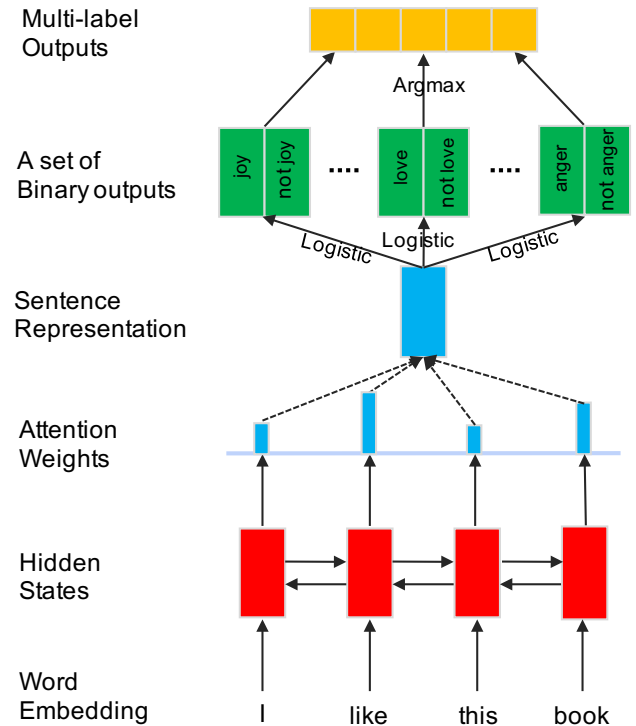 Multi-label
Outputs
Argmax
A set of
Binary outputs
joy
not joy
....
love
not love
....
anger
not anger
Logistic
Logistic
Logistic
Sentence
Representation
Attention
Weights
Hidden
States
Word
Embedding
I
like
this
book